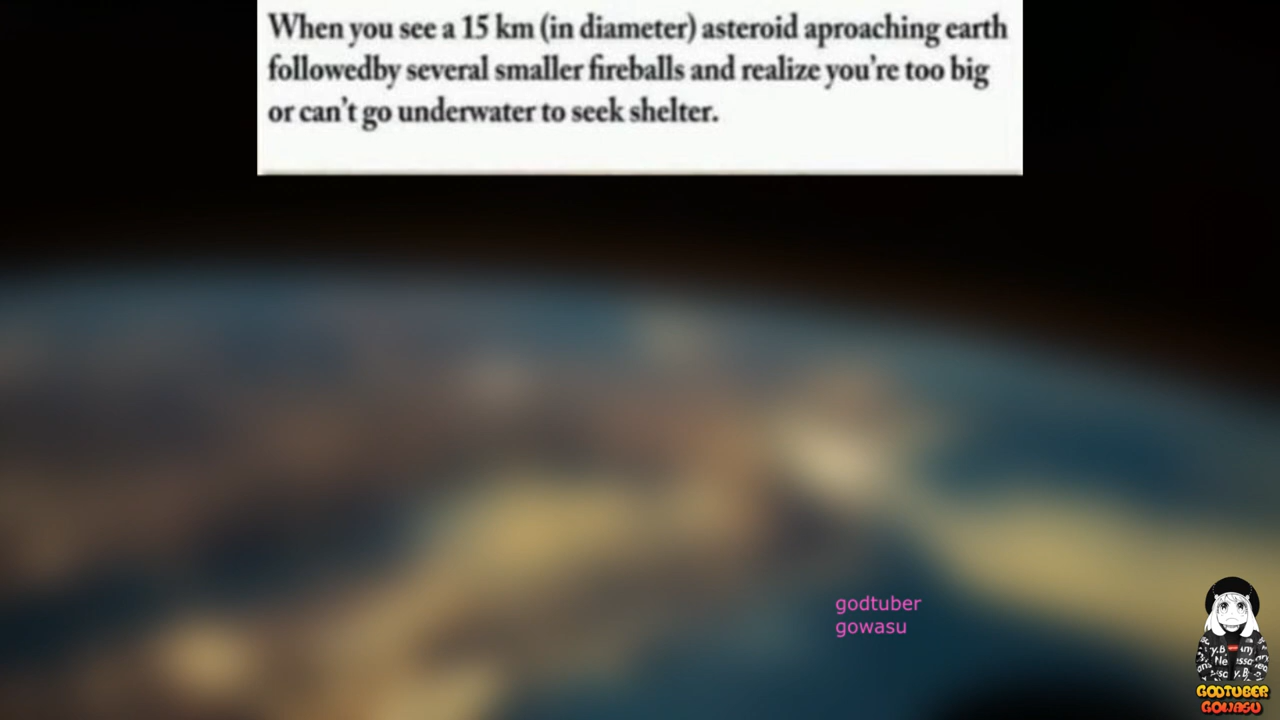 When you see a 15 km (in diameter) asteroid aproaching earth
followedby several smaller fireballs and realize you're too big
or can't go underwater to seek shelter.
godtuber
gowasu
GODTUBER
GOWASU